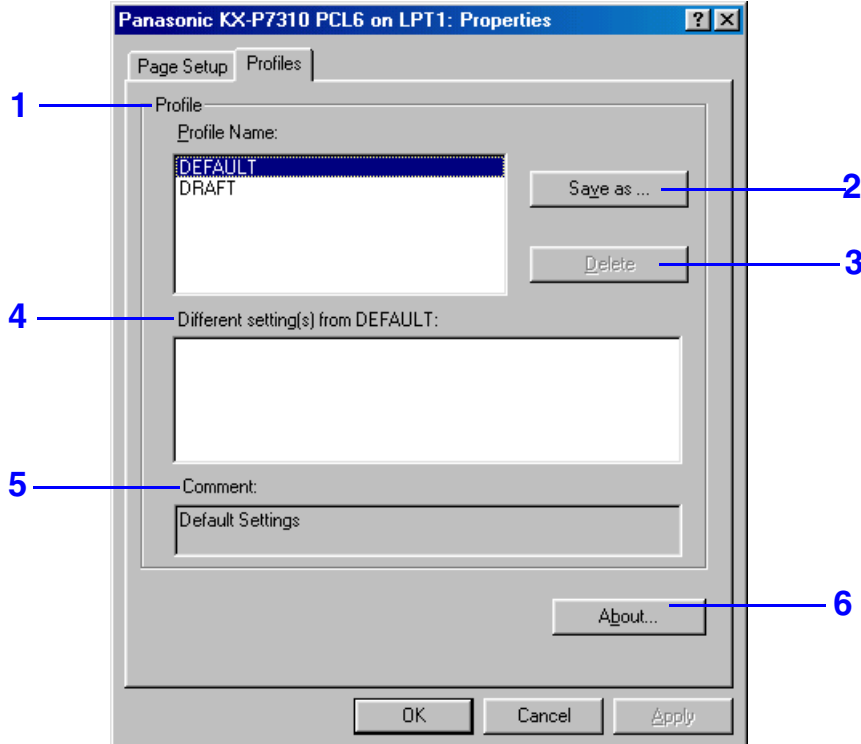 Panasonic KX-P7310 PCL6 on LPT1: Properties
Page Setup Profiles
1 Profile
Profile Name:
DEFAULT
DRAFT
Save as ... 2
Delete 3
4 Different setting(s) from DEFAULT:
5 Comment:
Default Settings
About... 6
OK Cancel Apply